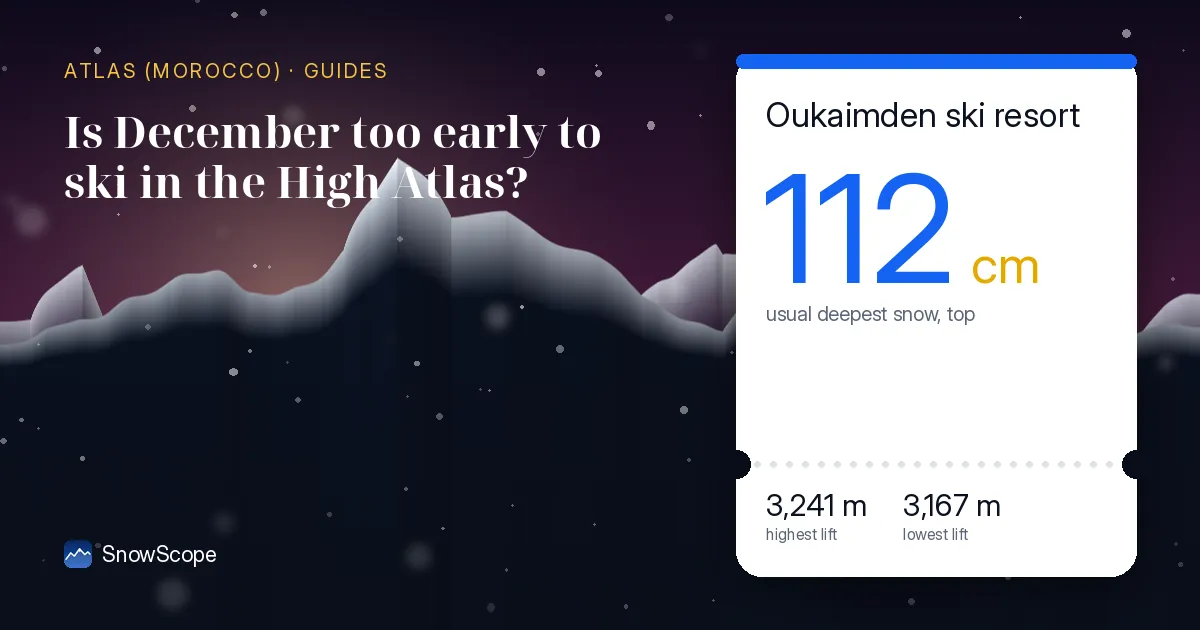 ATLAS (MOROCCO) · GUIDES
Is December too early to
ski in the High Atlas?
Oukaimden ski resort
112 cm
usual deepest snow, top
3,241 m 3,167 m
highest lift lowest lift
SnowScope